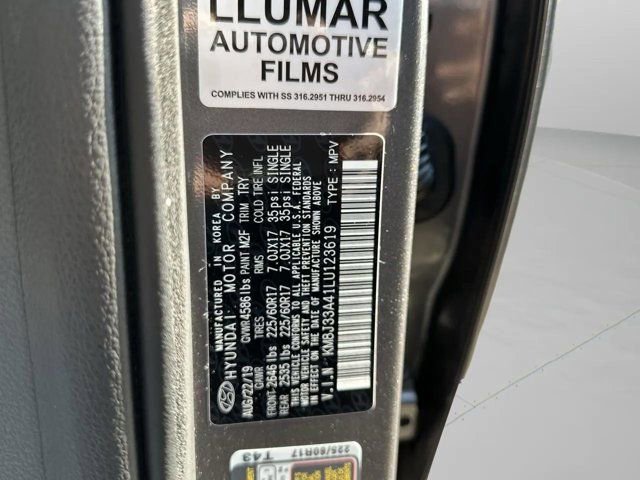 LLUMAR
AUTOMOTIVE
FILMS
COMPLIES WITH SS 316.2951 THRU 316.2954
MANUFACTURED IN KOREA BY
HYUNDAI MOTOR COMPANY
AUG/22/19 GVWR 4586lbs PAINT M2F TRIM TRY
GAWR TIRES RIMS COLD TIRE INFL
FRONT 2646 lbs 225/60R17 7.0JX17 35psi SINGLE
REAR 2535 lbs 225/60R17 7.0JX17 35psi SINGLE
THIS VEHICLE CONFORMS TO ALL APPLICABLE U.S.A. FEDERAL
MOTOR VEHICLE SAFETY AND THEFT PREVENTION STANDARDS
IN EFFECT ON THE DATE OF MANUFACTURE SHOWN ABOVE
V.I.N KM8J33A41LU123619 TYPE : MPV
225/60R17
T43